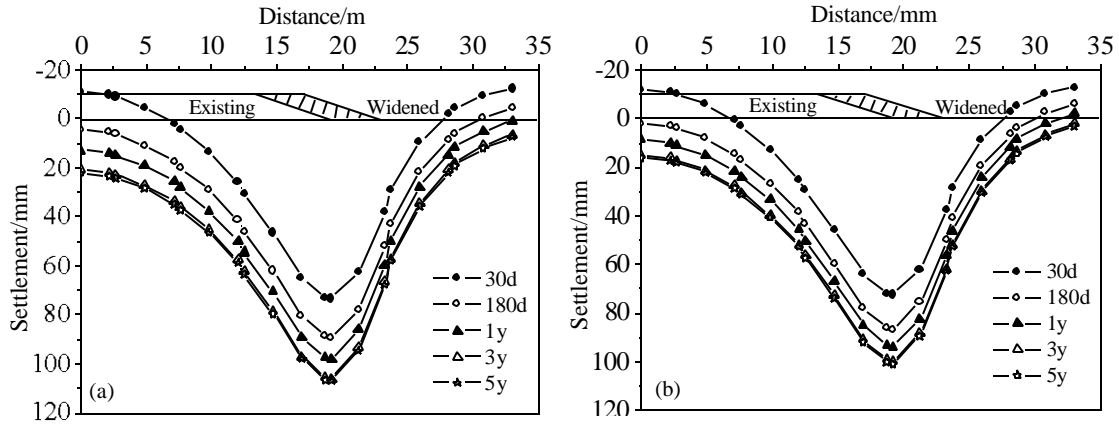 Distance/m
0 5 10 15 20 25 30 35
-20
0
20
40
60
80
100
120
Settlement/mm
Existing
Widened
30d
180d
1y
3y
5y
(a)
Distance/mm
0 5 10 15 20 25 30 35
-20
0
20
40
60
80
100
120
Settlement/mm
Existing
Widened
30d
180d
1y
3y
5y
(b)